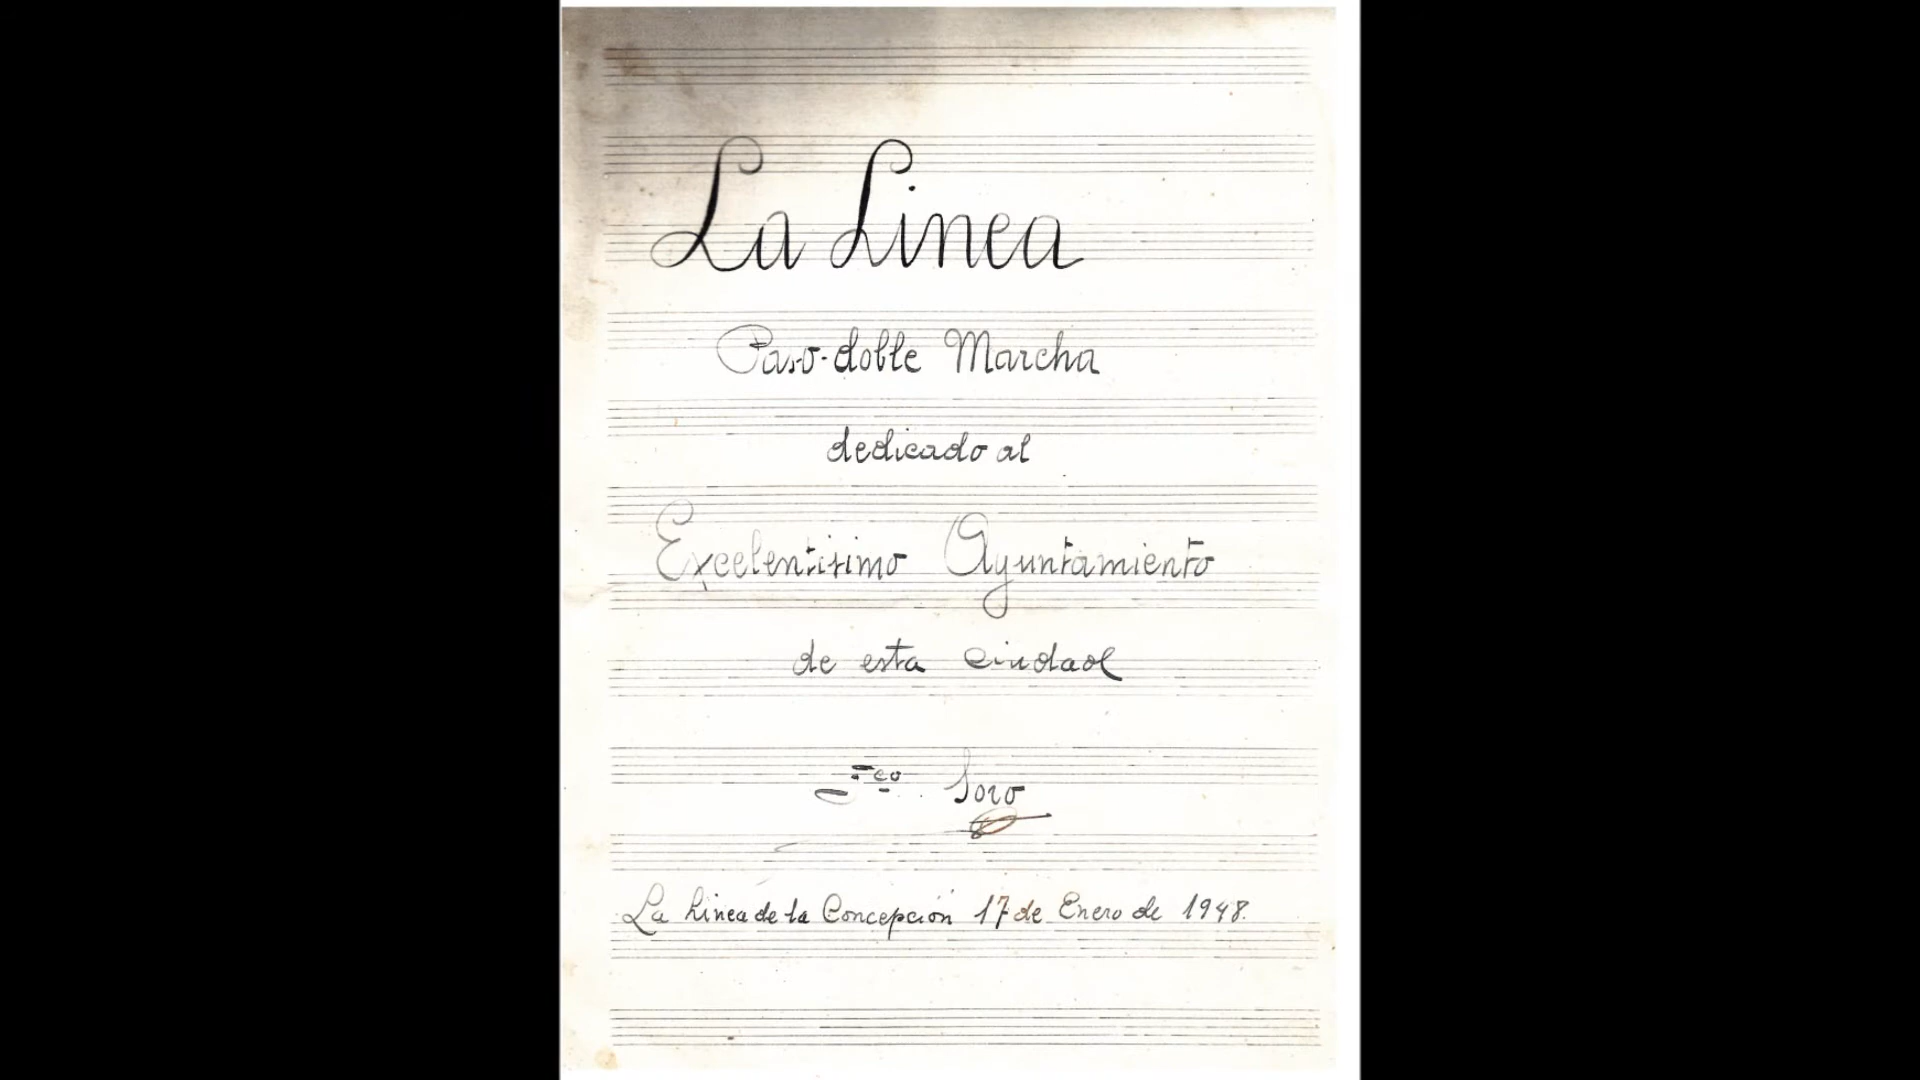 La Linea
Paso-doble Marcha
dedicado al
Excelentisimo Ayuntamiento
de esta ciudad
Fco Soro
La Linea de la Concepción 17 de Enero de 1948.